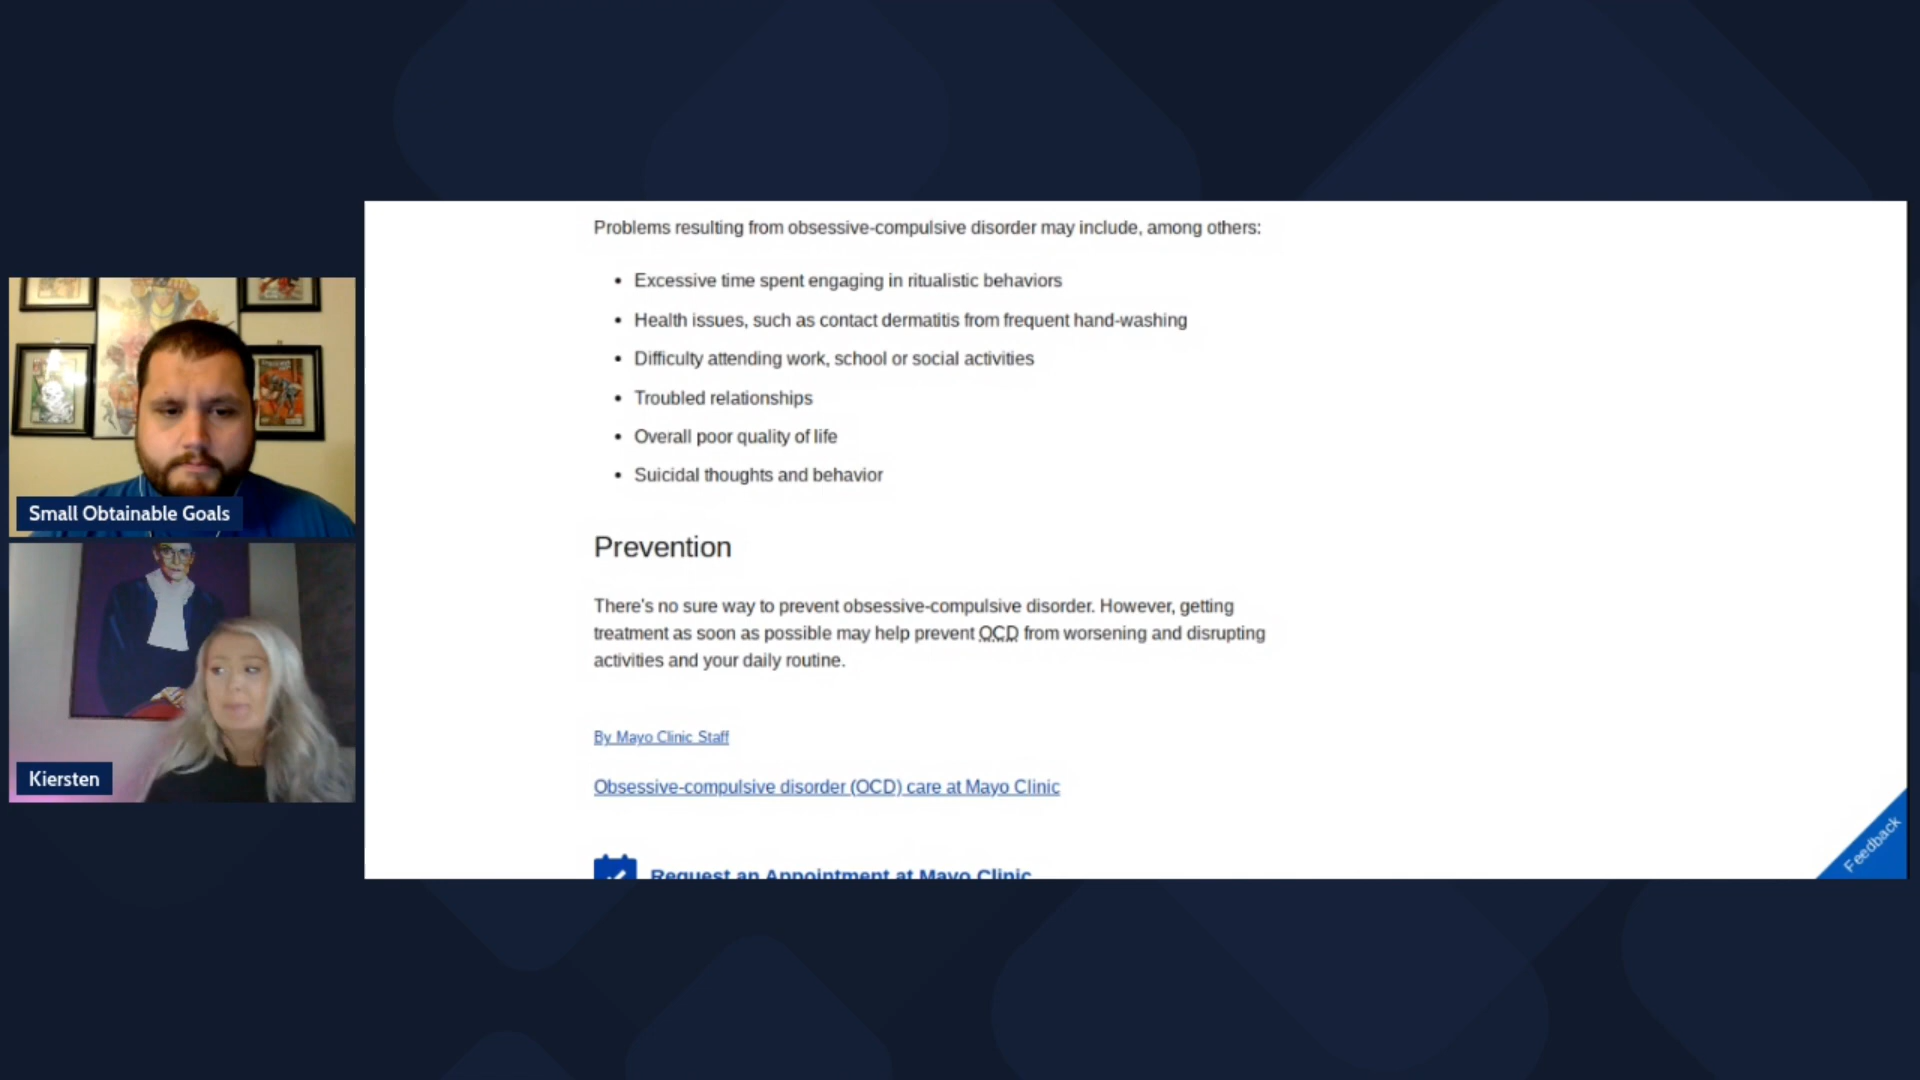 Problems resulting from obsessive-compulsive disorder may include, among others:
• Excessive time spent engaging in ritualistic behaviors
• Health issues, such as contact dermatitis from frequent hand-washing
• Difficulty attending work, school or social activities
• Troubled relationships
• Overall poor quality of life
• Suicidal thoughts and behavior
Prevention
There's no sure way to prevent obsessive-compulsive disorder. However, getting
treatment as soon as possible may help prevent OCD from worsening and disrupting
activities and your daily routine.
By Mayo Clinic Staff
Obsessive-compulsive disorder (OCD) care at Mayo Clinic
Request an Appointment at Mayo Clinic
Feedback
Small Obtainable Goals
Kiersten